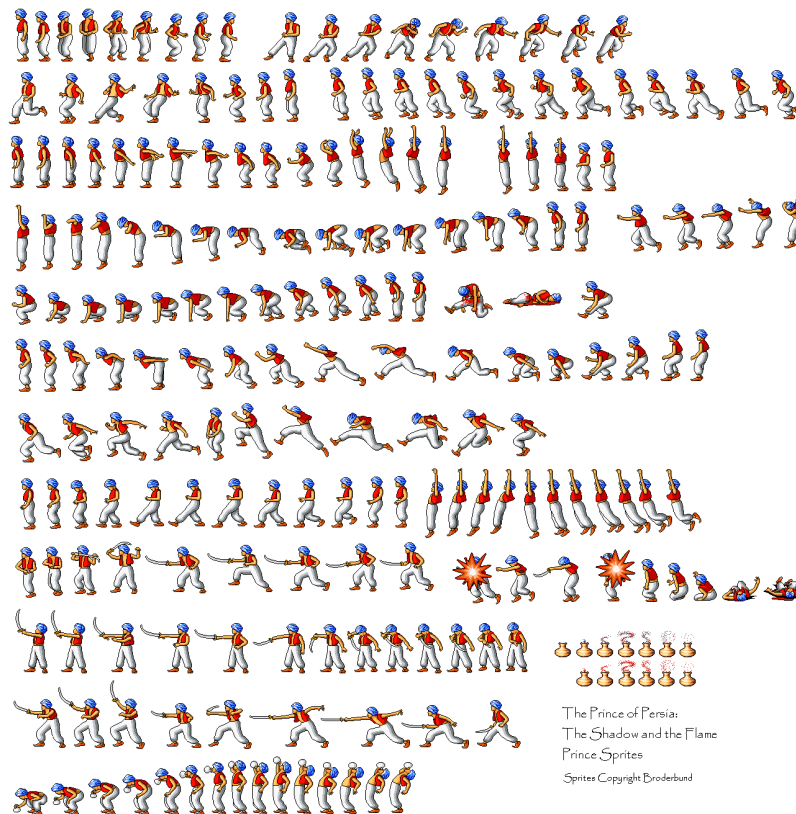 The Prince of Persia:
The Shadow and the Flame
Prince Sprites
Sprites Copyright Broderbund